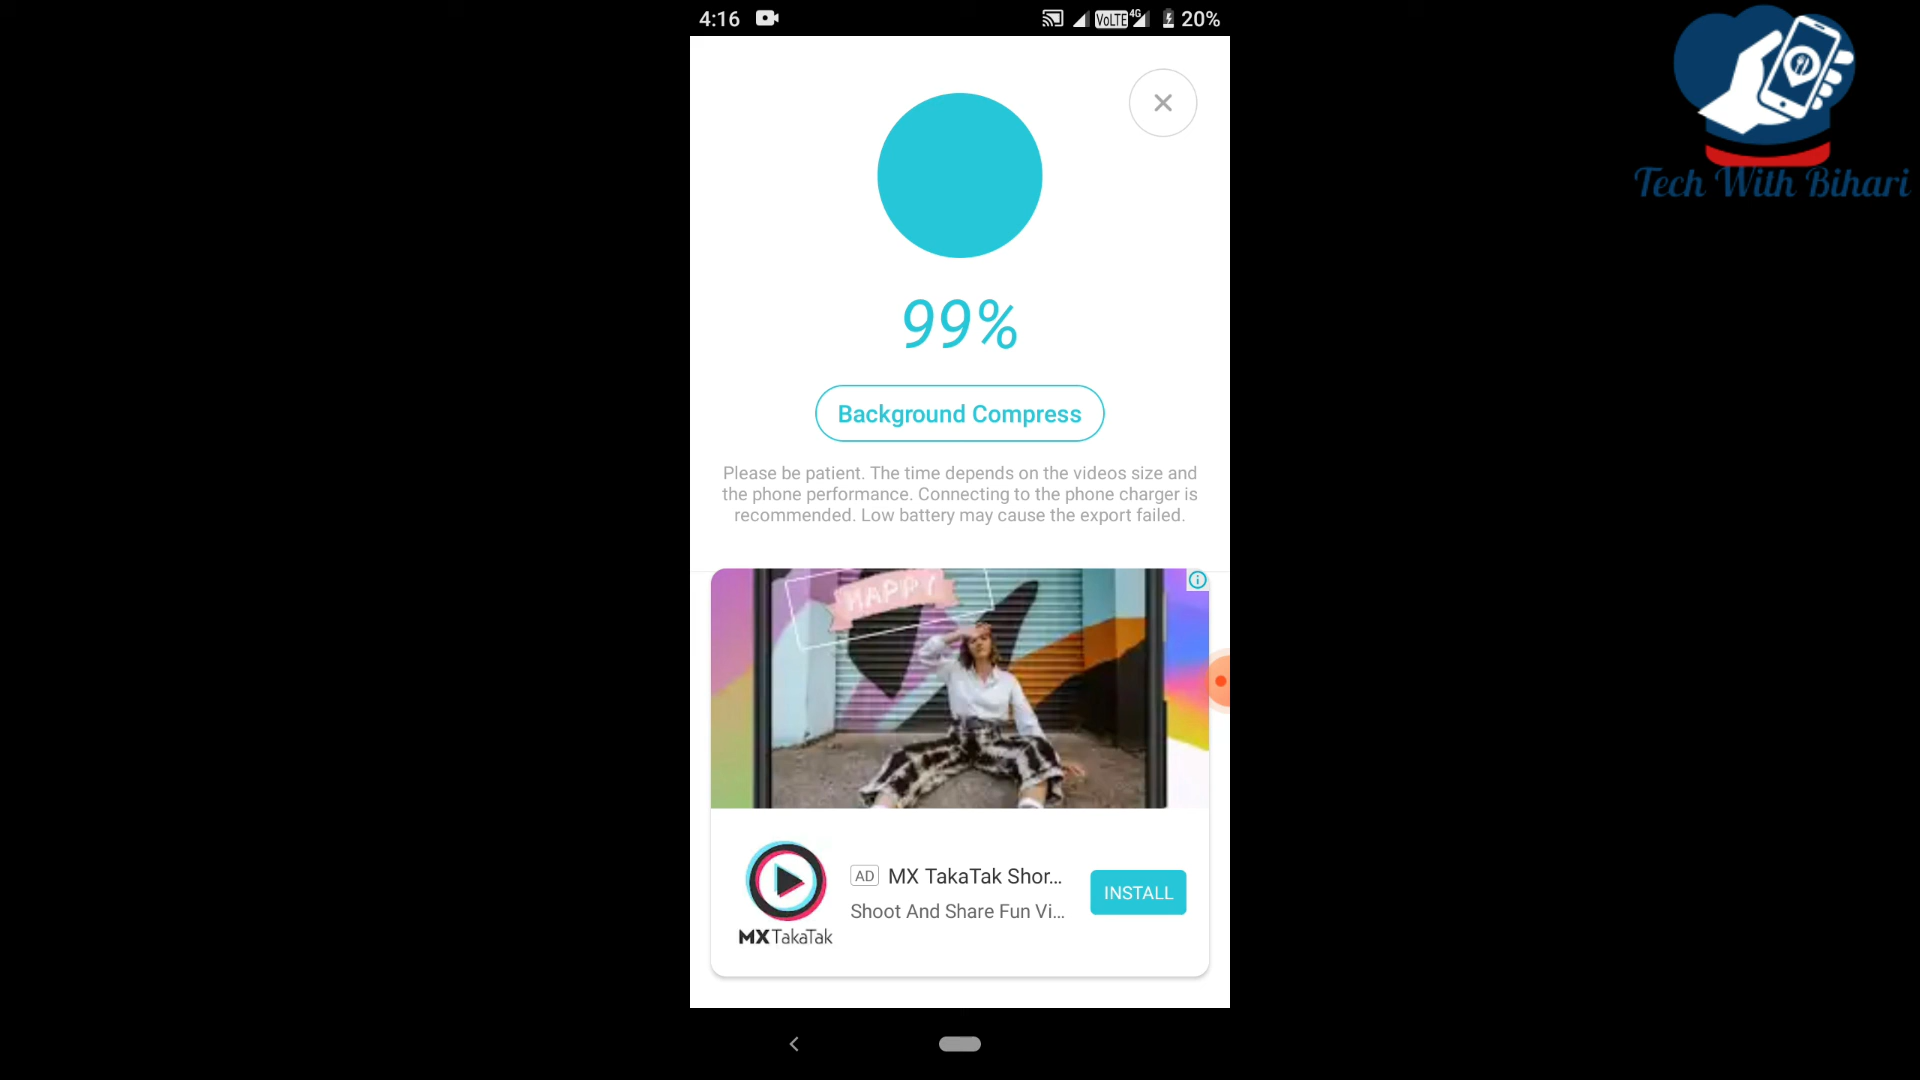 4:16
VoLTE 4G 20%
Tech With Bihari
99%
Background Compress
Please be patient. The time depends on the videos size and
the phone performance. Connecting to the phone charger is
recommended. Low battery may cause the export failed.
HAPPY
AD MX TakaTak Shor...
Shoot And Share Fun Vi...
INSTALL
MXTakaTak